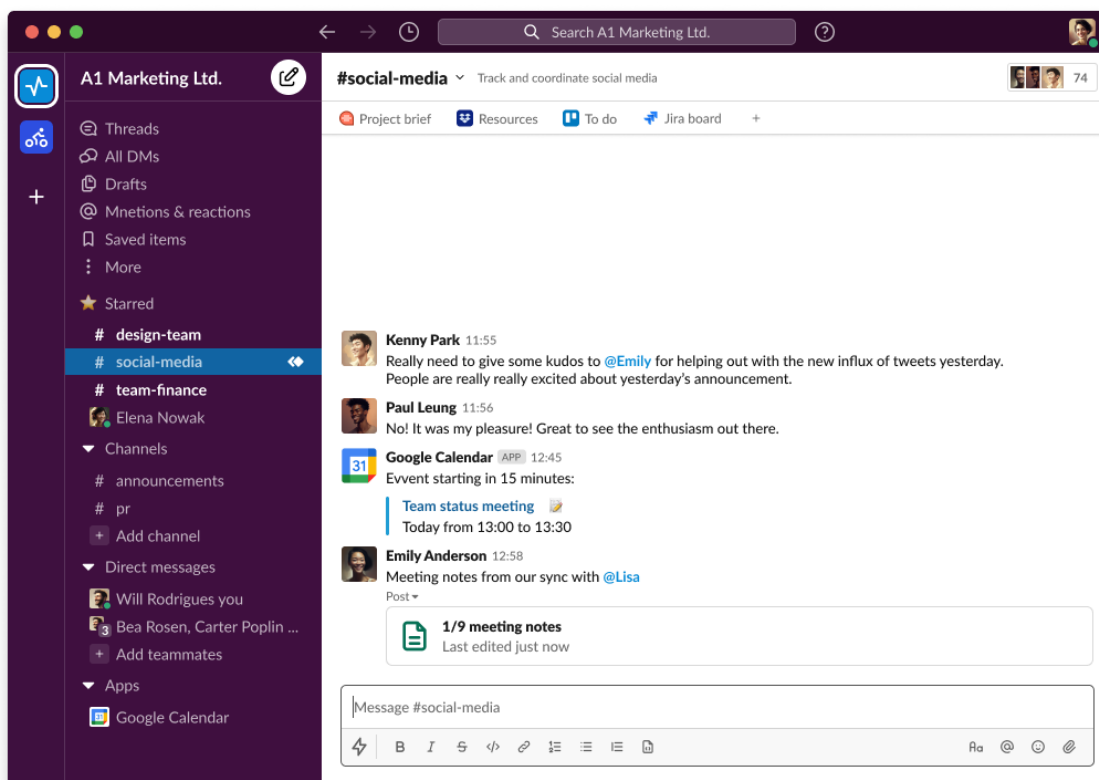 Search A1 Marketing Ltd.
A1 Marketing Ltd.
Threads
All DMs
Drafts
Mnetions & reactions
Saved items
More
Starred
# design-team
# social-media
# team-finance
Elena Nowak
Channels
# announcements
# pr
+ Add channel
Direct messages
Will Rodrigues you
3 Bea Rosen, Carter Poplin ...
+ Add teammates
Apps
31 Google Calendar
#social-media Track and coordinate social media 74
Project brief Resources To do Jira board +
Kenny Park 11:55
Really need to give some kudos to @Emily for helping out with the new influx of tweets yesterday.
People are really really excited about yesterday's announcement.
Paul Leung 11:56
No! It was my pleasure! Great to see the enthusiasm out there.
31 Google Calendar APP 12:45
Evvent starting in 15 minutes:
Team status meeting
Today from 13:00 to 13:30
Emily Anderson 12:58
Meeting notes from our sync with @Lisa
Post
1/9 meeting notes
Last edited just now
Message #social-media
B I S </> Aa @